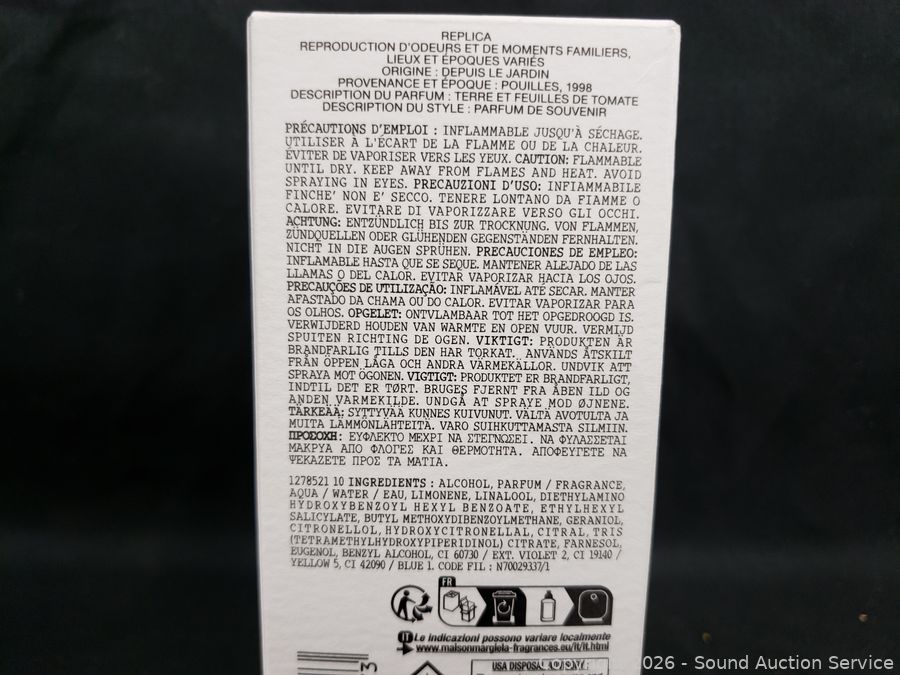 REPLICA
REPRODUCTION D'ODEURS ET DE MOMENTS FAMILIERS,
LIEUX ET ÉPOQUES VARIÉS
ORIGINE : DEPUIS LE JARDIN
PROVENANCE ET ÉPOQUE : POUILLES, 1998
DESCRIPTION DU PARFUM : TERRE ET FEUILLES DE TOMATE
DESCRIPTION DU STYLE : PARFUM DE SOUVENIR
PRÉCAUTIONS D'EMPLOI : INFLAMMABLE JUSQU'À SÉCHAGE.
UTILISER À L'ÉCART DE LA FLAMME OU DE LA CHALEUR.
ÉVITER DE VAPORISER VERS LES YEUX. CAUTION: FLAMMABLE
UNTIL DRY. KEEP AWAY FROM FLAMES AND HEAT. AVOID
SPRAYING IN EYES. PRECAUZIONI D'USO: INFIAMMABILE
FINCHE' NON E' SECCO. TENERE LONTANO DA FIAMME O
CALORE. EVITARE DI VAPORIZZARE VERSO GLI OCCHI.
ACHTUNG: ENTZÜNDLICH BIS ZUR TROCKNUNG. VON FLAMMEN,
ZÜNDQUELLEN ODER GLÜHENDEN GEGENSTÄNDEN FERNHALTEN.
NICHT IN DIE AUGEN SPRÜHEN. PRECAUCIONES DE EMPLEO:
INFLAMABLE HASTA QUE SE SEQUE. MANTENER ALEJADO DE LAS
LLAMAS O DEL CALOR. EVITAR VAPORIZAR HACIA LOS OJOS.
PRECAUÇÕES DE UTILIZAÇÃO: INFLAMÁVEL ATÉ SECAR. MANTER
AFASTADO DA CHAMA OU DO CALOR. EVITAR VAPORIZAR PARA
OS OLHOS. OPGELET: ONTVLAMBAAR TOT HET OPGEDROOGD IS.
VERWIJDERD HOUDEN VAN WARMTE EN OPEN VUUR. VERMIJD
SPUITEN RICHTING DE OGEN. VIKTIGT: PRODUKTEN ÄR
BRANDFARLIG TILLS DEN HAR TORKAT. ANVÄNDS ÅTSKILT
FRÅN ÖPPEN LÅGA OCH ANDRA VÄRMEKÄLLOR. UNDVIK ATT
SPRAYA MOT ÖGONEN. VIGTIGT: PRODUKTET ER BRANDFARLIGT,
INDTIL DET ER TØRT. BRUGES FJERNT FRA ÅBEN ILD OG
ANDEN VARMEKILDE. UNDGÅ AT SPRAYE MOD ØJNENE.
TÄRKEÄÄ: SYTTYVÄÄ KUNNES KUIVUNUT. VÄLTÄ AVOTULTA JA
MUITA LÄMMÖNLÄHTEITÄ. VARO SUIHKUTTAMASTA SILMIIN.
ΠΡΟΣΟΧΗ: ΕΥΦΛΕΚΤΟ ΜΕΧΡΙ ΝΑ ΣΤΕΓΝΩΣΕΙ. ΝΑ ΦΥΛΑΣΣΕΤΑΙ
ΜΑΚΡΥΑ ΑΠΟ ΦΛΟΓΕΣ ΚΑΙ ΘΕΡΜΟΤΗΤΑ. ΑΠΟΦΕΥΓΕΤΕ ΝΑ
ΨΕΚΑΖΕΤΕ ΠΡΟΣ ΤΑ ΜΑΤΙΑ.
1278521 10 INGREDIENTS : ALCOHOL, PARFUM / FRAGRANCE,
AQUA / WATER / EAU, LIMONENE, LINALOOL, DIETHYLAMINO
HYDROXYBENZOYL HEXYL BENZOATE, ETHYLHEXYL
SALICYLATE, BUTYL METHOXYDIBENZOYLMETHANE, GERANIOL,
CITRONELLOL, HYDROXYCITRONELLAL, CITRAL, TRIS
(TETRAMETHYLHYDROXYPIPERIDINOL) CITRATE, FARNESOL,
EUGENOL, BENZYL ALCOHOL, CI 60730 / EXT. VIOLET 2, CI 19140 /
YELLOW 5, CI 42090 / BLUE 1. CODE FIL : N70029337/1
FR
IT Le indicazioni possono variare localmente
www.maisonmargiela-fragrances.eu/it/it.html
USA DISPOSAL
3
2026 - Sound Auction Service